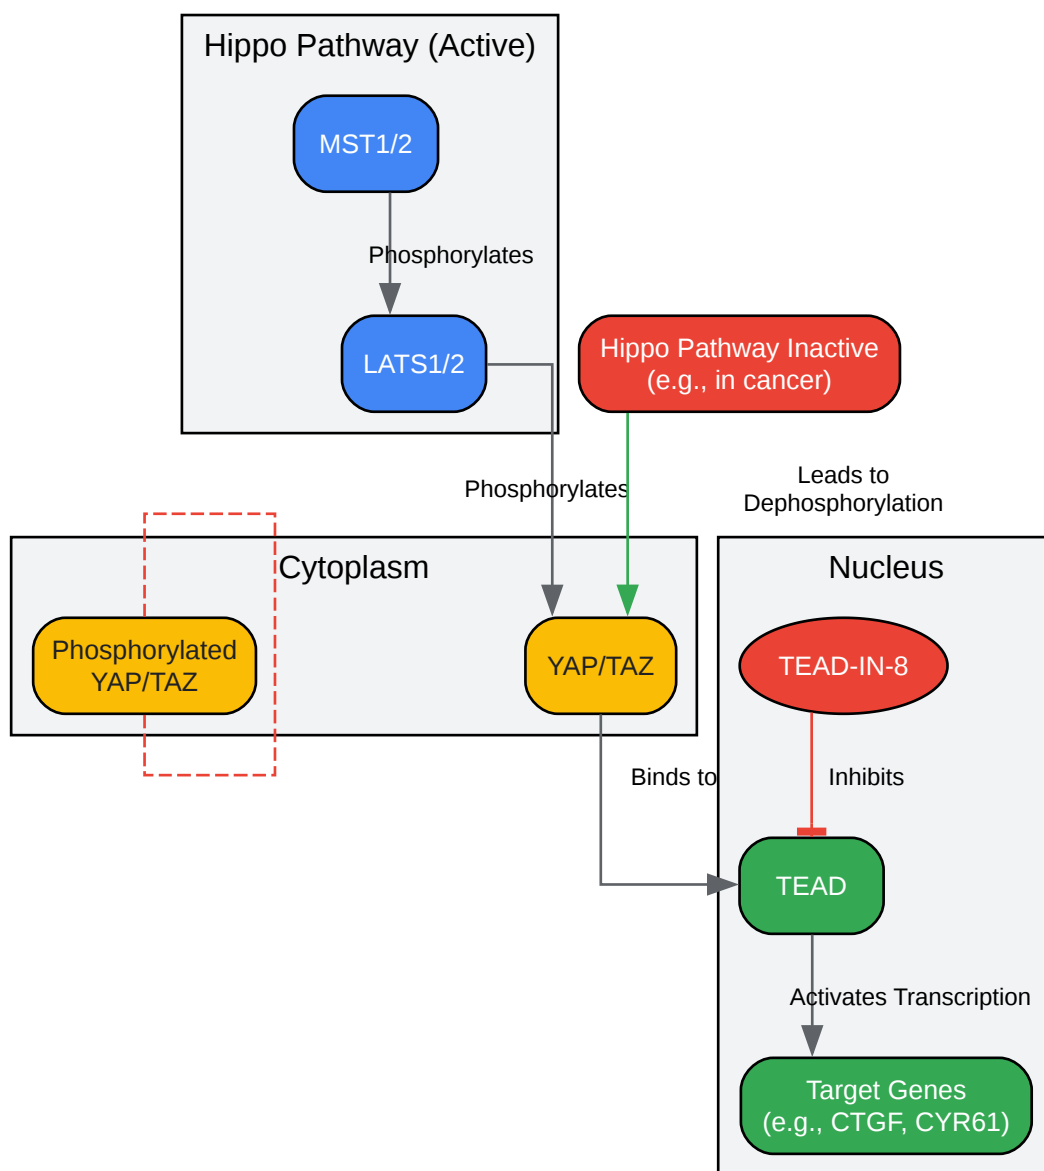 Hippo Pathway (Active)
MST1/2
Phosphorylates
LATS1/2
Hippo Pathway Inactive
(e.g., in cancer)
Phosphorylates
Leads to
Dephosphorylation
Cytoplasm
Nucleus
Phosphorylated
YAP/TAZ
YAP/TAZ
TEAD-IN-8
Binds to
Inhibits
TEAD
Activates Transcription
Target Genes
(e.g., CTGF, CYR61)